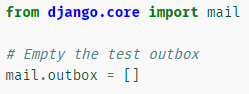 from django.core import mail

# Empty the test outbox
mail.outbox = []